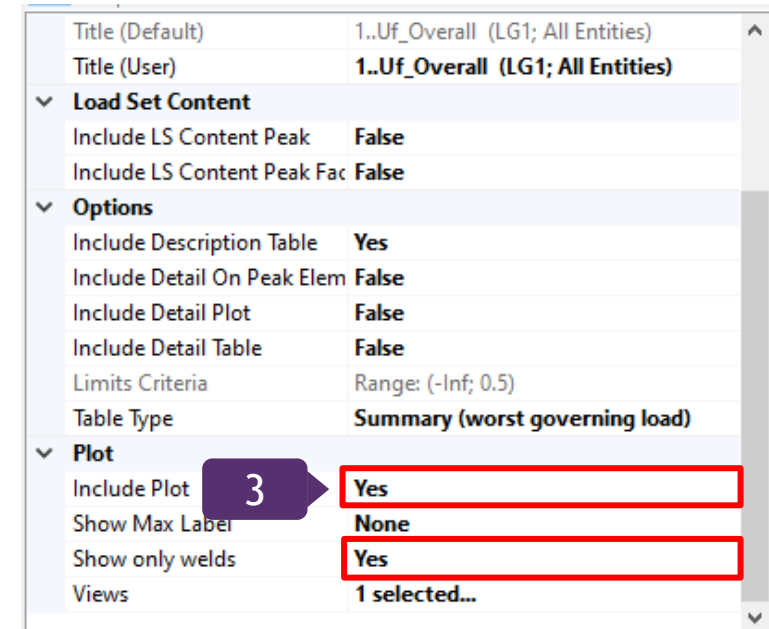 Title (Default) 1..Uf_Overall (LG1; All Entities)
Title (User) 1..Uf_Overall (LG1; All Entities)
Load Set Content
Include LS Content Peak False
Include LS Content Peak Fac False
Options
Include Description Table Yes
Include Detail On Peak Elem False
Include Detail Plot False
Include Detail Table False
Limits Criteria Range: (-Inf; 0.5)
Table Type Summary (worst governing load)
Plot
Include Plot 3 Yes
Show Max Label None
Show only welds Yes
Views 1 selected...